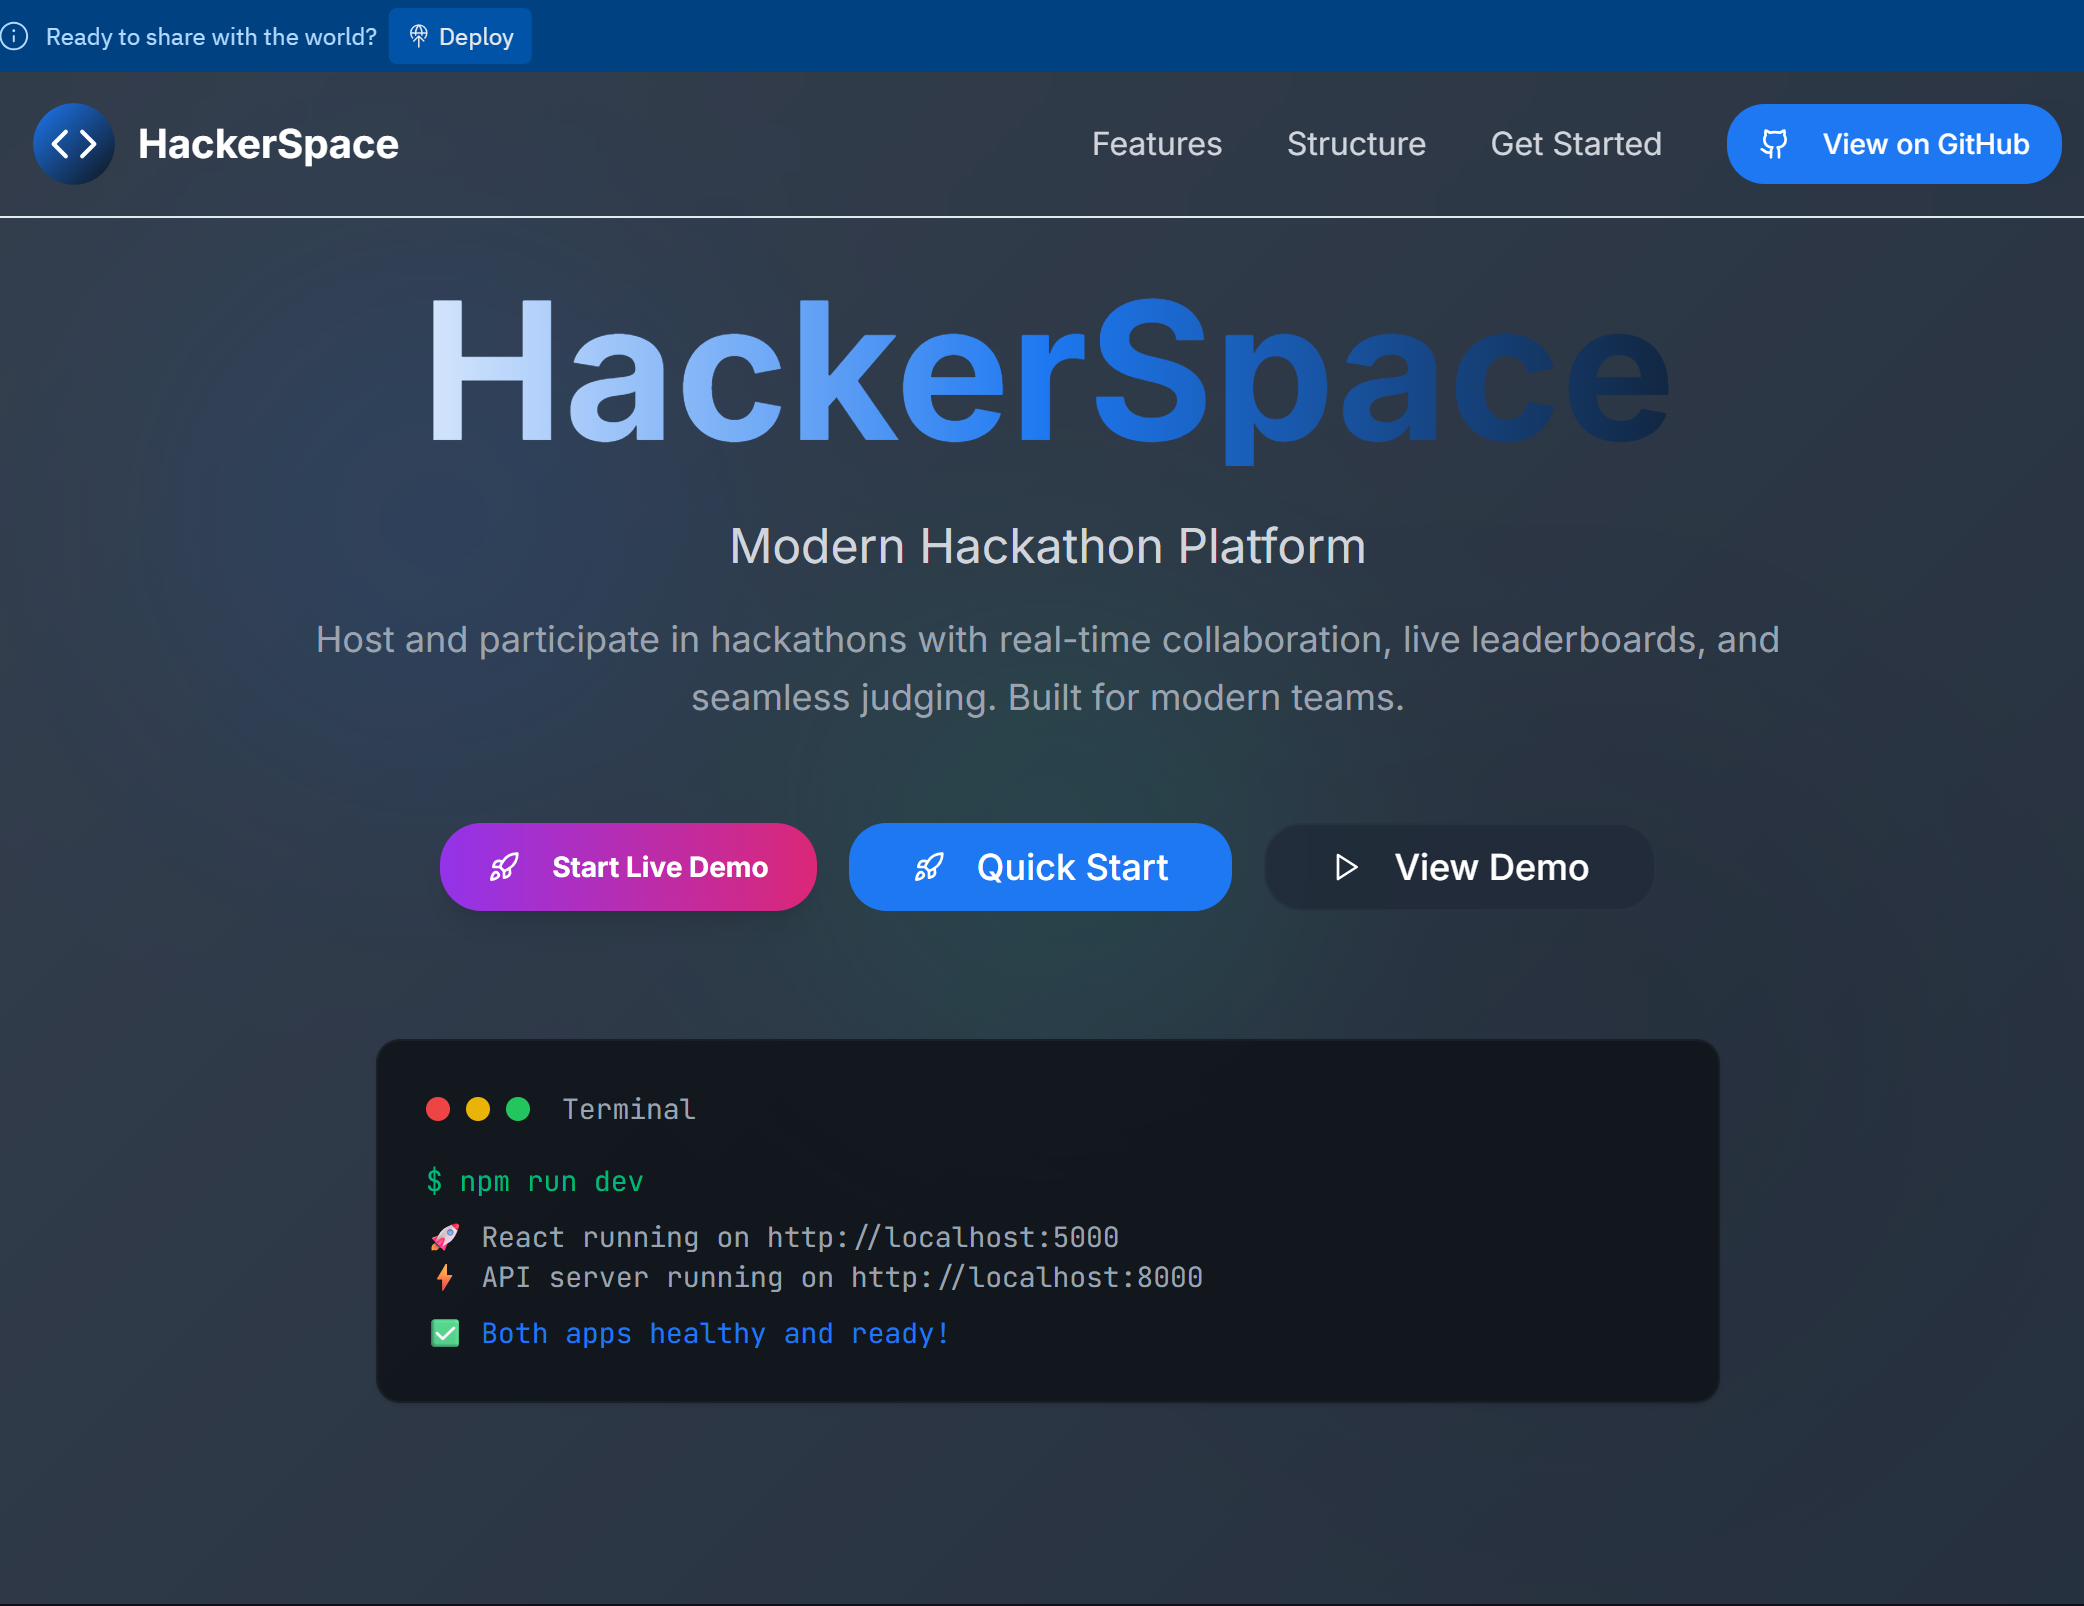 Ready to share with the world? Deploy
HackerSpace
Features Structure Get Started View on GitHub
HackerSpace
Modern Hackathon Platform
Host and participate in hackathons with real-time collaboration, live leaderboards, and
seamless judging. Built for modern teams.
Start Live Demo Quick Start View Demo
Terminal
$ npm run dev
🚀 React running on http://localhost:5000
⚡ API server running on http://localhost:8000
✅ Both apps healthy and ready!